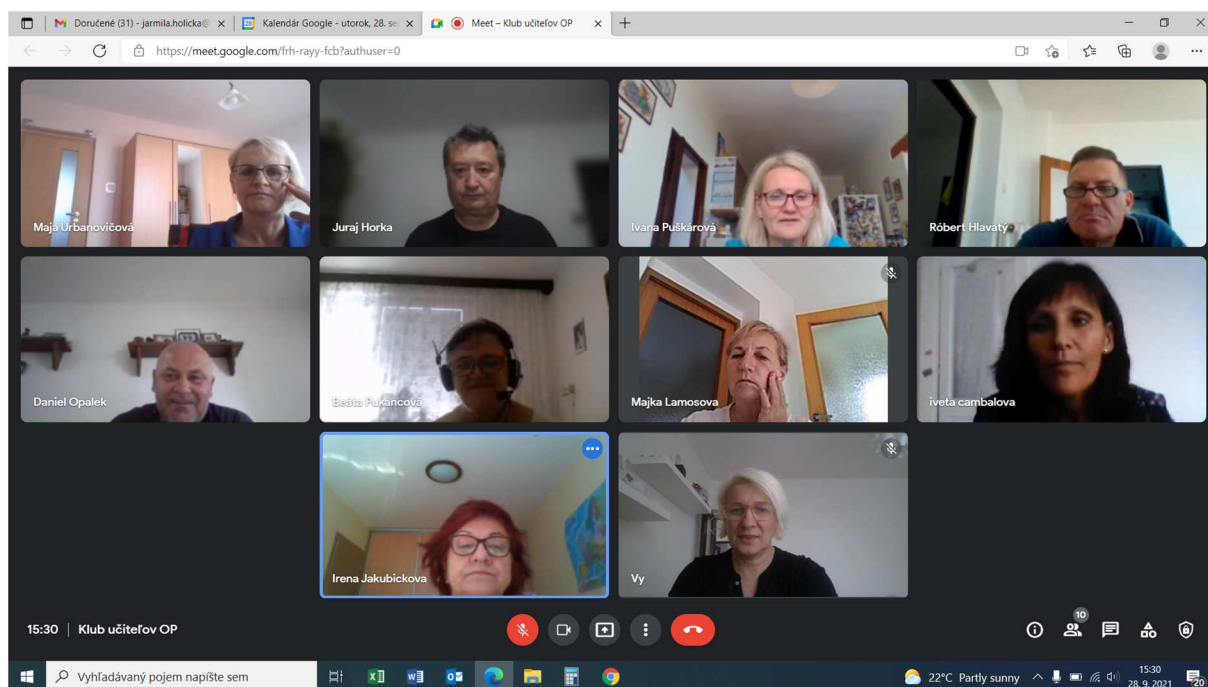 Doručené (31) - jarmila.holicka@
Kalendár Google - utorok, 28. se
Meet – Klub učiteľov OP
https://meet.google.com/frh-rayy-fcb?authuser=0
Maja Urbanovičová
Juraj Horka
Ivana Puškárová
Róbert Hlavatý
Daniel Opalek
Beáta Pukancová
Majka Lamosova
iveta cambalova
Irena Jakubickova
Vy
15:30 | Klub učiteľov OP
10
Vyhľadávaný pojem napíšte sem
22°C Partly sunny
15:30
28. 9. 2021
20